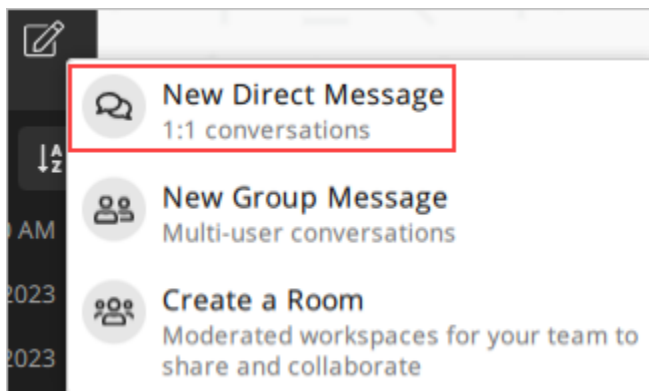 New Direct Message
1:1 conversations
A
Z
New Group Message
AM
Multi-user conversations
2023
Create a Room
Moderated workspaces for your team to
2023
share and collaborate